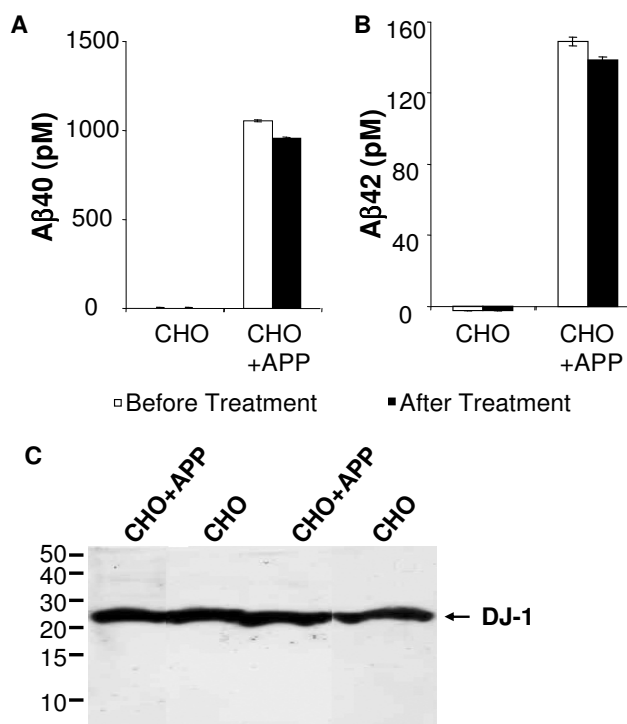 A
Aβ40 (pM)
1500
1000
500
0
CHO
CHO
+APP
B
Aβ42 (pM)
160
120
80
40
0
CHO
CHO
+APP
Before Treatment
After Treatment
C
CHO+APP
CHO
CHO+APP
CHO
50
40
30
20
15
10
DJ-1